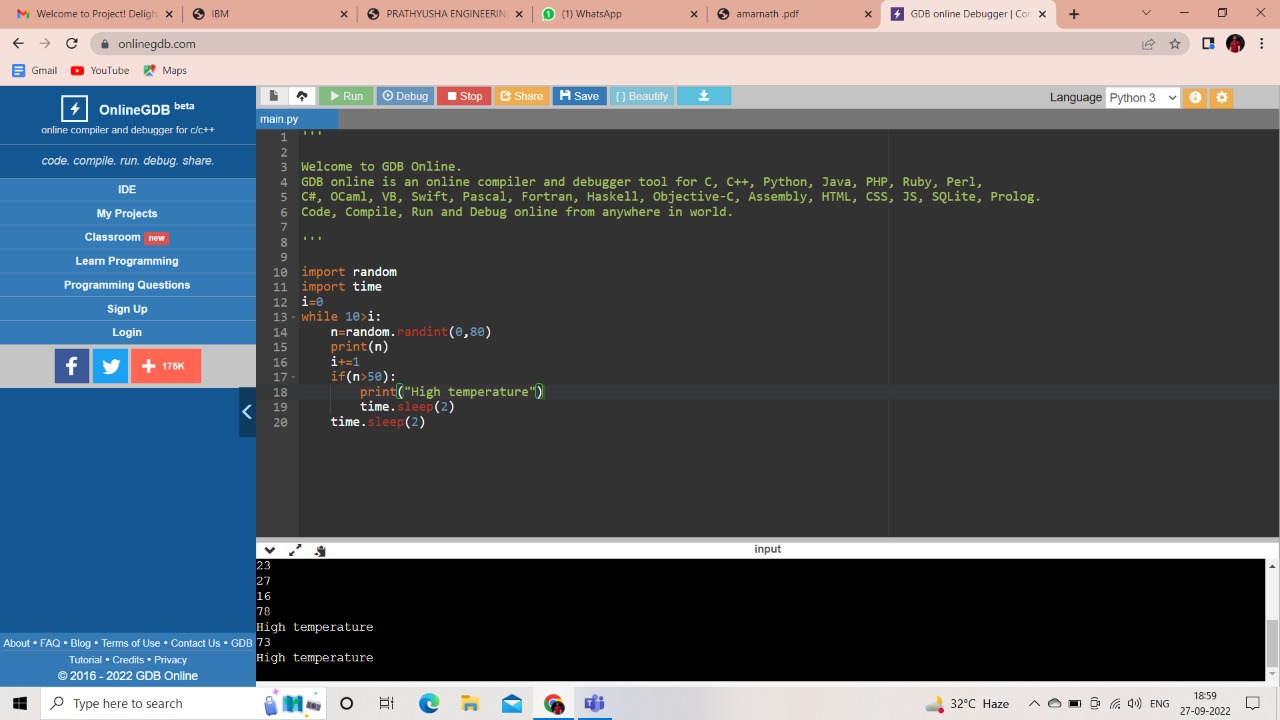 Welcome to Project! Deligh
IBM
PRATHYUSHA ENGINEERIN
(1) WhatsApp
amarnath .pdf
GDB online Debugger | Con
onlinegdb.com
Gmail YouTube Maps
OnlineGDB beta
online compiler and debugger for c/c++
code. compile. run. debug. share.
IDE
My Projects
Classroom new
Learn Programming
Programming Questions
Sign Up
Login
175K
About • FAQ • Blog • Terms of Use • Contact Us • GDB
Tutorial • Credits • Privacy
© 2016 - 2022 GDB Online
Run Debug Stop Share Save { } Beautify
Language Python 3
main.py
1 '''
2
3 Welcome to GDB Online.
4 GDB online is an online compiler and debugger tool for C, C++, Python, Java, PHP, Ruby, Perl,
5 C#, OCaml, VB, Swift, Pascal, Fortran, Haskell, Objective-C, Assembly, HTML, CSS, JS, SQLite, Prolog.
6 Code, Compile, Run and Debug online from anywhere in world.
7
8 '''
9
10 import random
11 import time
12 i=0
13 while 10>i:
14     n=random.randint(0,80)
15     print(n)
16     i+=1
17     if(n>50):
18         print("High temperature")
19         time.sleep(2)
20     time.sleep(2)
input
23
27
16
78
High temperature
73
High temperature
Type here to search
32°C Haze
ENG
18:59
27-09-2022